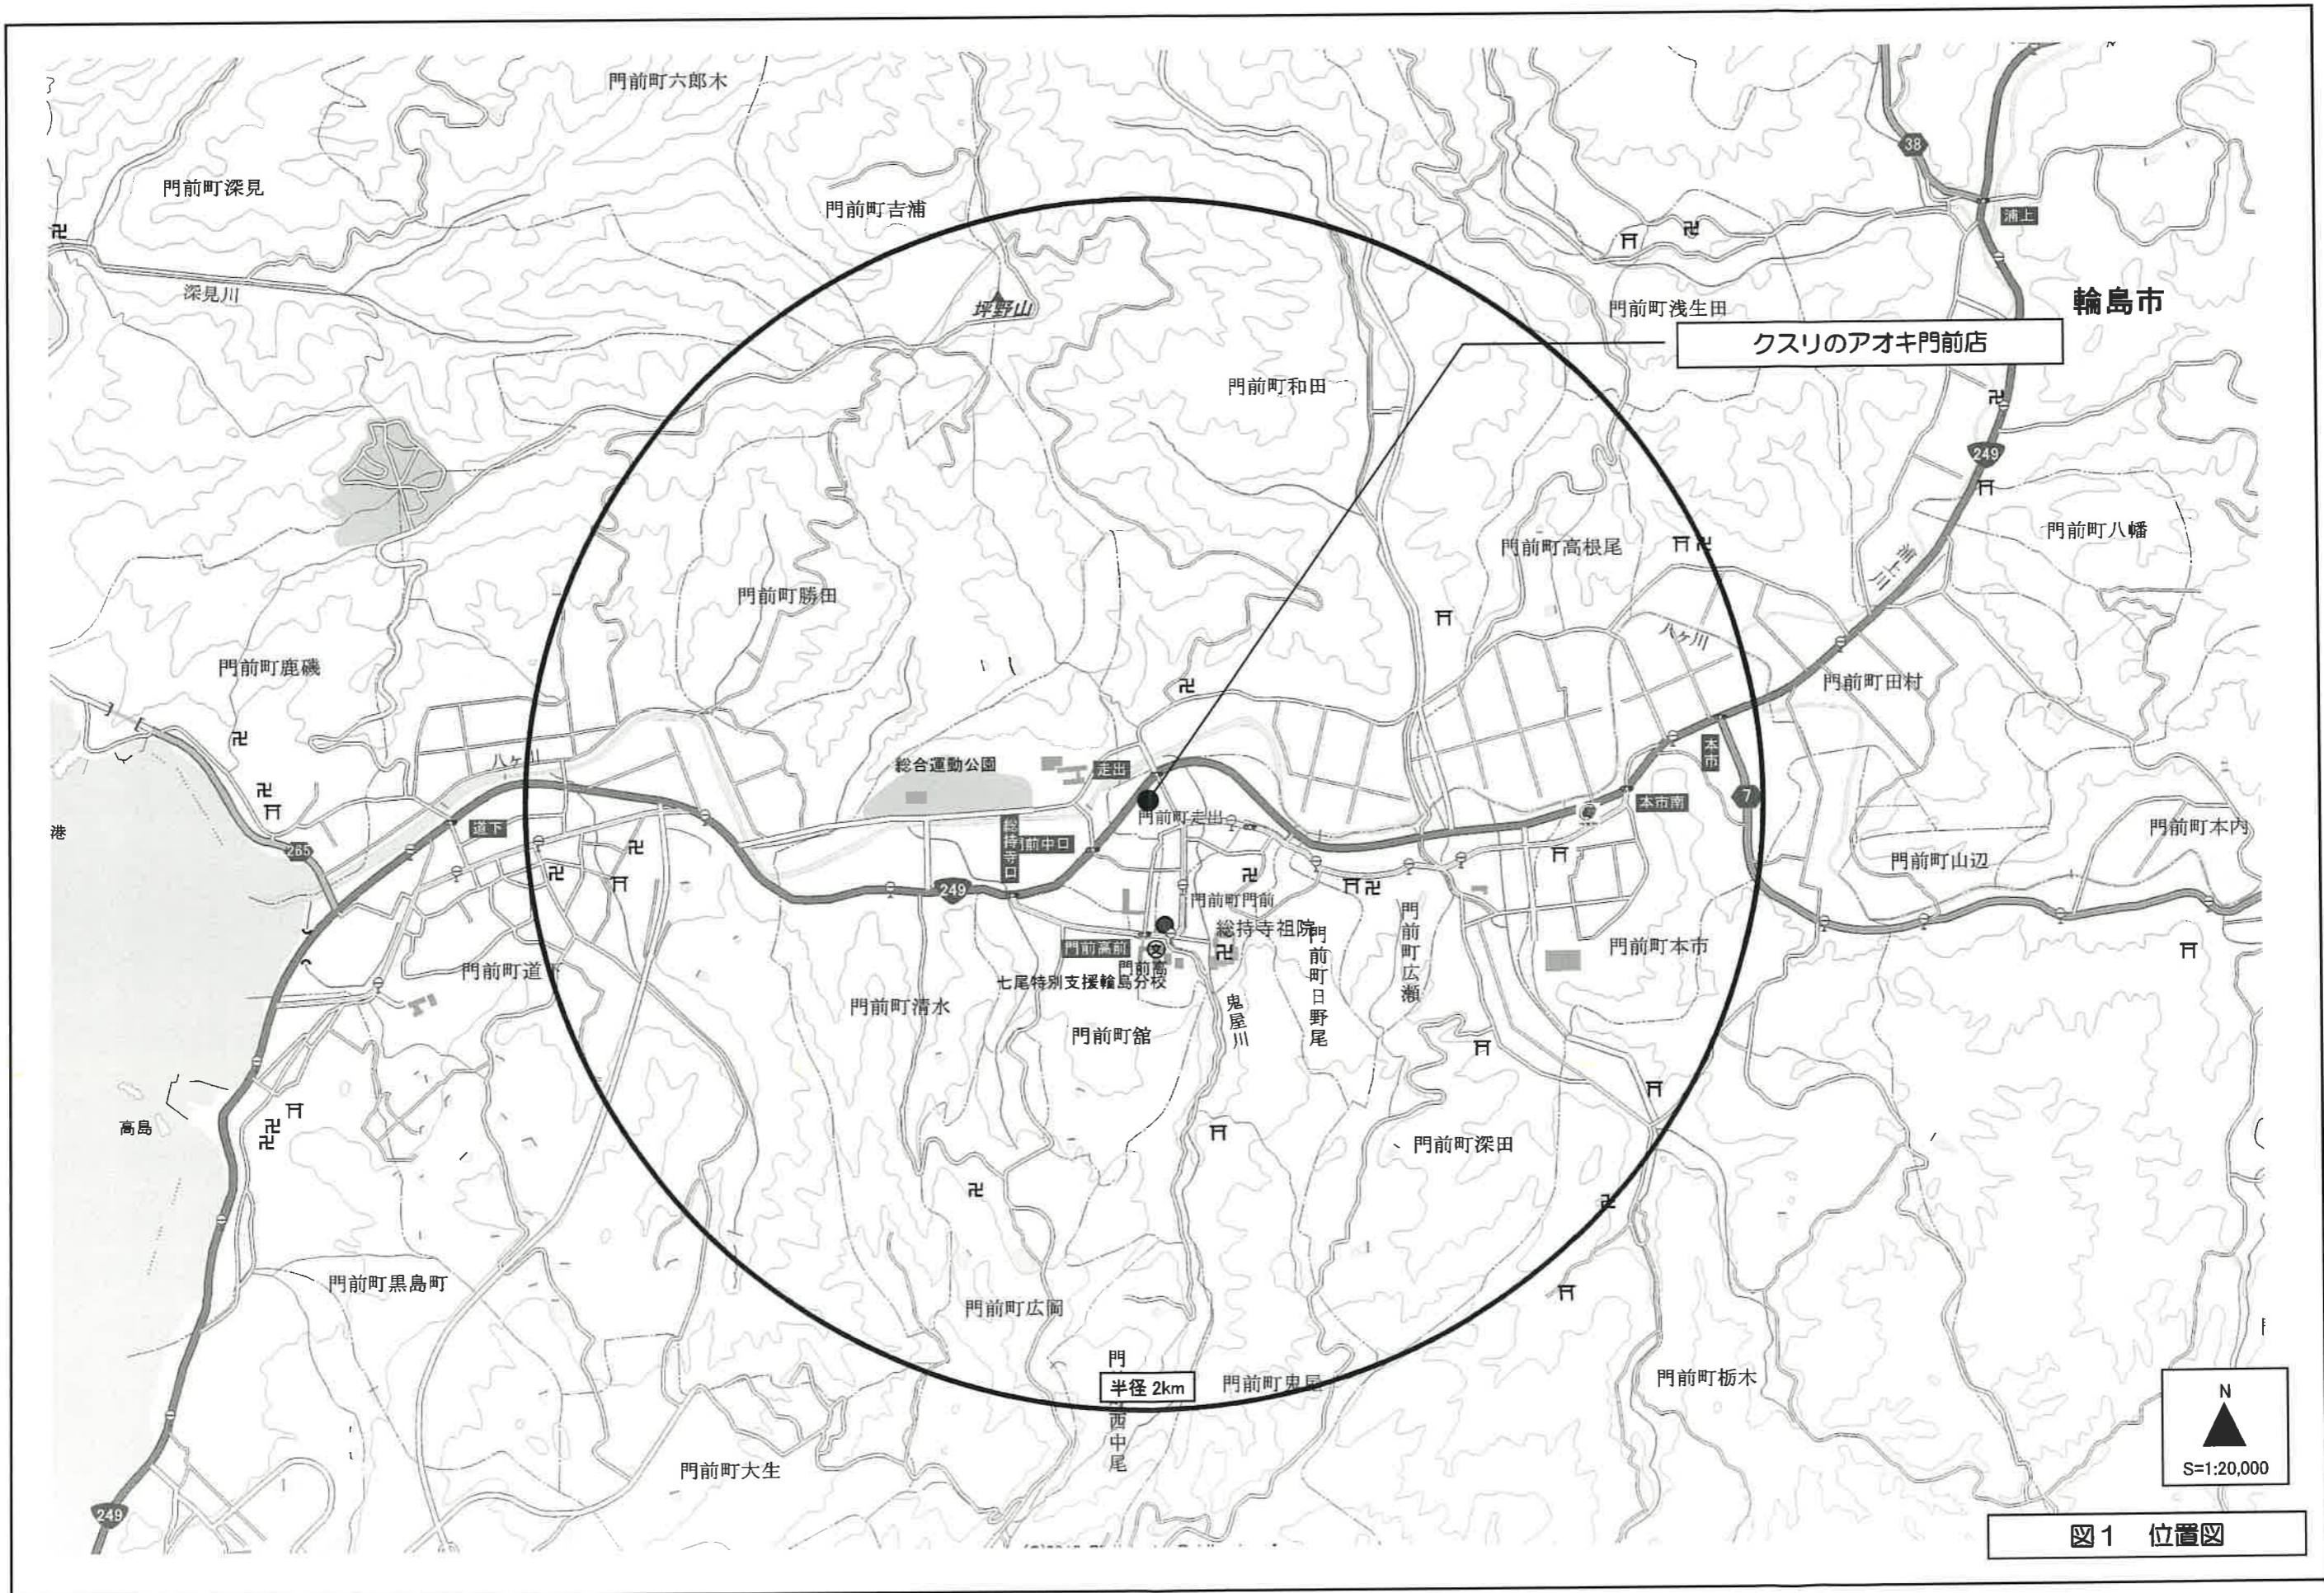 門前町六郎木
門前町深見
門前町吉浦
38
浦上
深見川
坪野山
門前町浅生田
輪島市
クスリのアオキ門前店
門前町和田
249
門前町八幡
門前町高根尾
浦上川
門前町勝田
八ヶ川
門前町鹿磯
門前町田村
八ヶ川
総合運動公園
走出
本市
7
本市南
港
道下
265
門前町走出
総持寺口
前中口
門前町本内
門前町山辺
249
門前町門前
総持寺祖院
門前高前
文
門前高
七尾特別支援輪島分校
門前町日野尾
門前町広瀬
門前町本市
門前町道下
門前町清水
鬼屋川
門前町舘
高島
門前町深田
門前町黒島町
門前町広岡
門
半径 2km
西中尾
門前町鬼屋
門前町栃木
門前町大生
N
S=1:20,000
249
図1 位置図